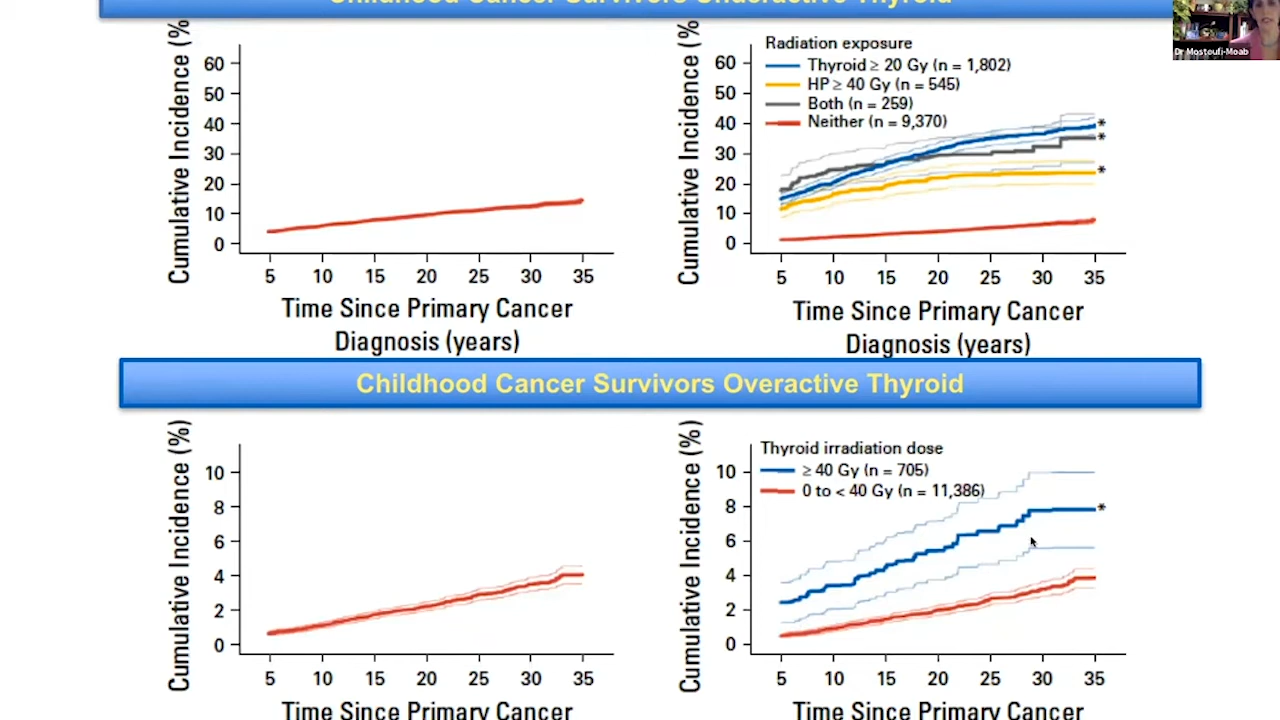 Childhood Cancer Survivors Underactive Thyroid
Dr Mostoufi-Moab
Cumulative Incidence (%
60
50
40
30
20
10
0
5 10 15 20 25 30 35
Time Since Primary Cancer
Diagnosis (years)
Cumulative Incidence (%
Radiation exposure
Thyroid ≥ 20 Gy (n = 1,802)
HP ≥ 40 Gy (n = 545)
Both (n = 259)
Neither (n = 9,370)
60
50
40
30
20
10
0
*
*
*
5 10 15 20 25 30 35
Time Since Primary Cancer
Diagnosis (years)
Childhood Cancer Survivors Overactive Thyroid
Cumulative Incidence (%)
10
8
6
4
2
0
5 10 15 20 25 30 35
Time Since Primary Cancer
Cumulative Incidence (%)
Thyroid irradiation dose
≥ 40 Gy (n = 705)
0 to < 40 Gy (n = 11,386)
10
8
6
4
2
0
*
5 10 15 20 25 30 35
Time Since Primary Cancer